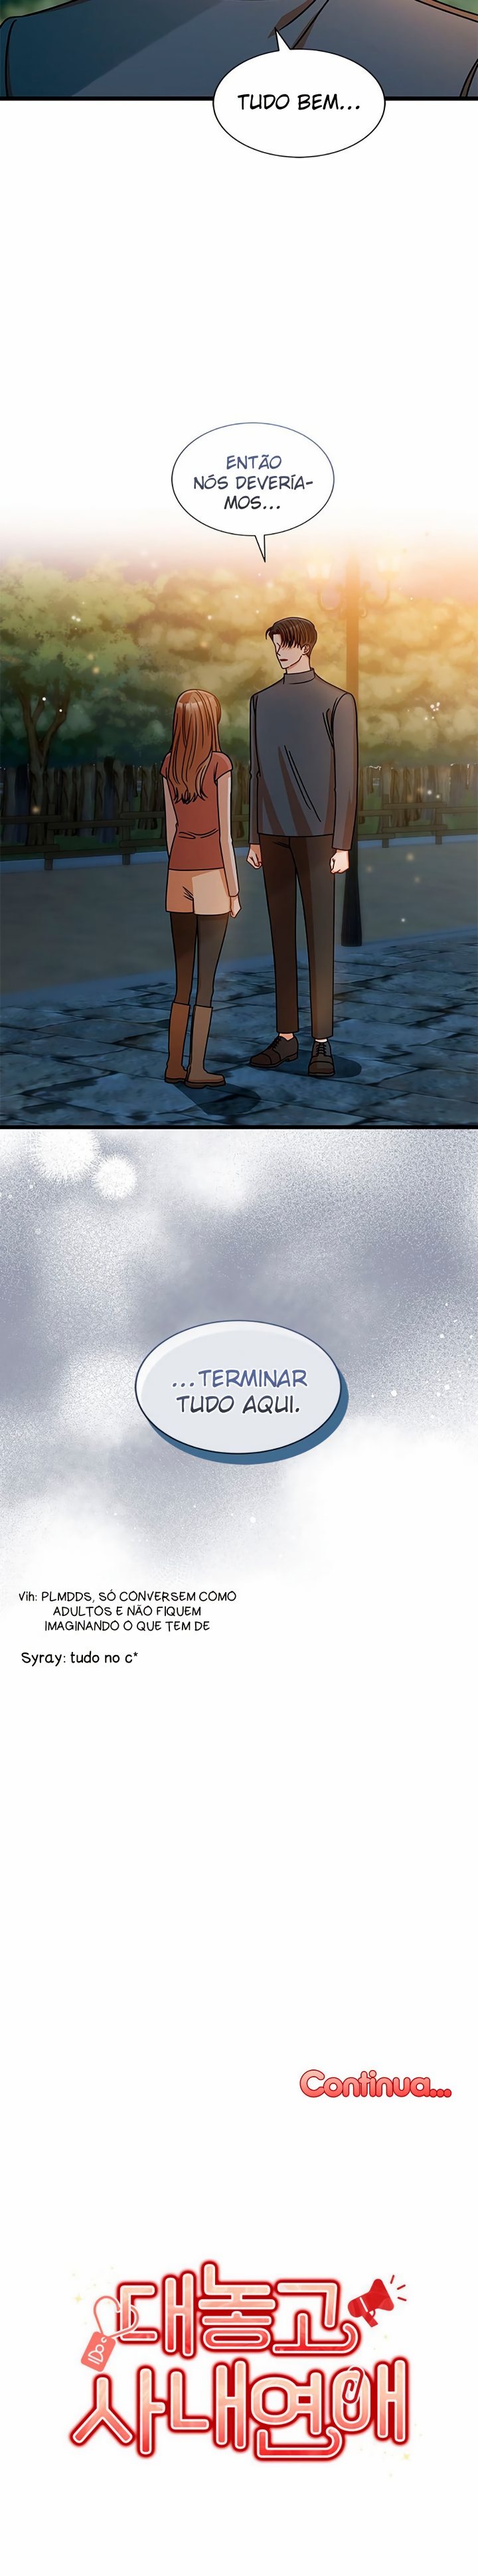 TUDO BEM...
ENTÃO
NÓS DEVERÍA-
MOS...
...TERMINAR
TUDO AQUI.
Vih: PLMDDS, SÓ CONVERSEM COMO
ADULTOS E NÃO FIQUEM
IMAGINANDO O QUE TEM DE
Syray: tudo no c*
Continua...
대놓고
IDo
사내연애